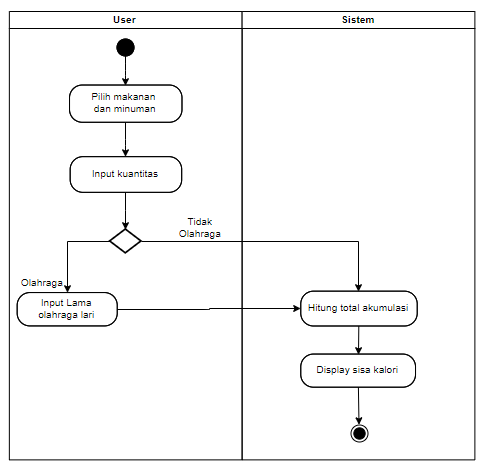 User
Sistem
Pilih makanan
dan minuman
Input kuantitas
Tidak
Olahraga
Olahraga
Input Lama
olahraga lari
Hitung total akumulasi
Display sisa kalori